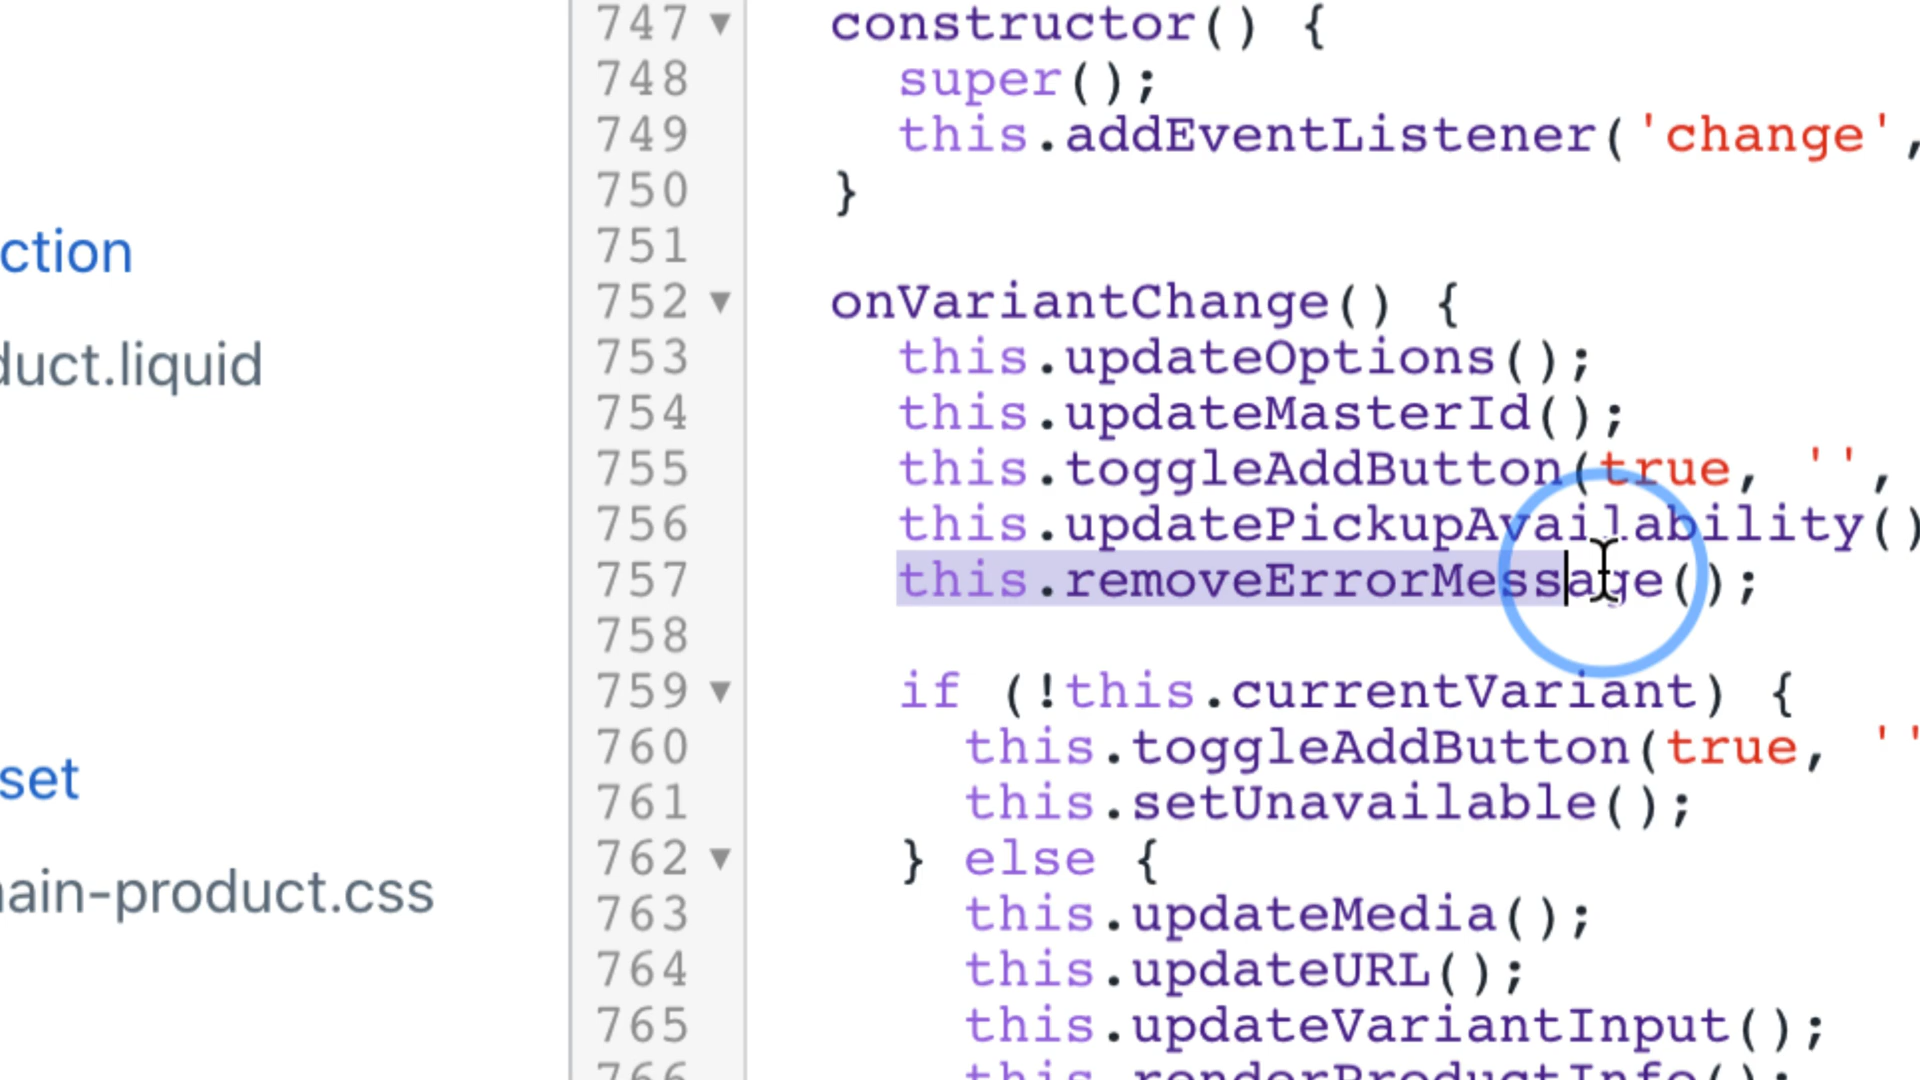 ction
duct.liquid
set
ain-product.css
747 constructor() {
748 super();
749 this.addEventListener('change',
750 }
751
752 onVariantChange() {
753 this.updateOptions();
754 this.updateMasterId();
755 this.toggleAddButton(true, '',
756 this.updatePickupAvailability()
757 this.removeErrorMessage();
758
759 if (!this.currentVariant) {
760 this.toggleAddButton(true, ''
761 this.setUnavailable();
762 } else {
763 this.updateMedia();
764 this.updateURL();
765 this.updateVariantInput();
766 this.renderProductInfo();